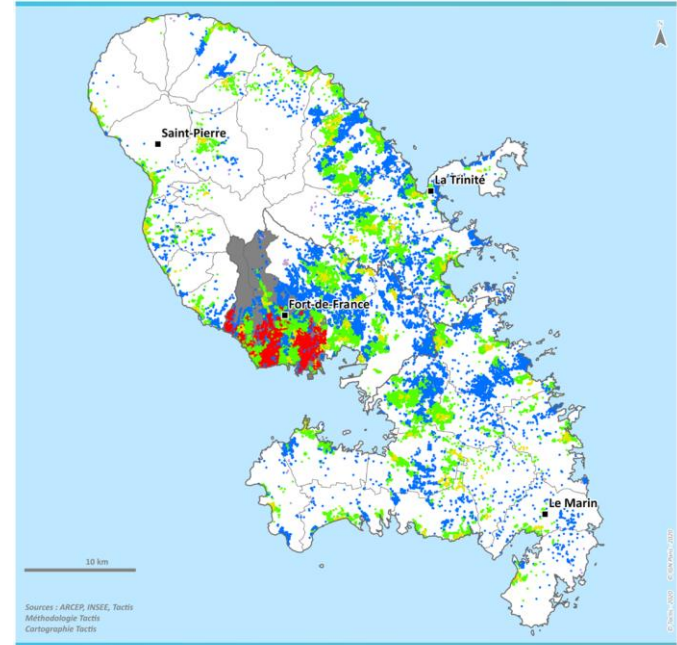 Saint-Pierre
La Trinité
Fort-de-France
Le Marin
10 km
Sources : ARCEP, INSEE, Tactis
Méthodologie Tactis
Cartographie Tactis